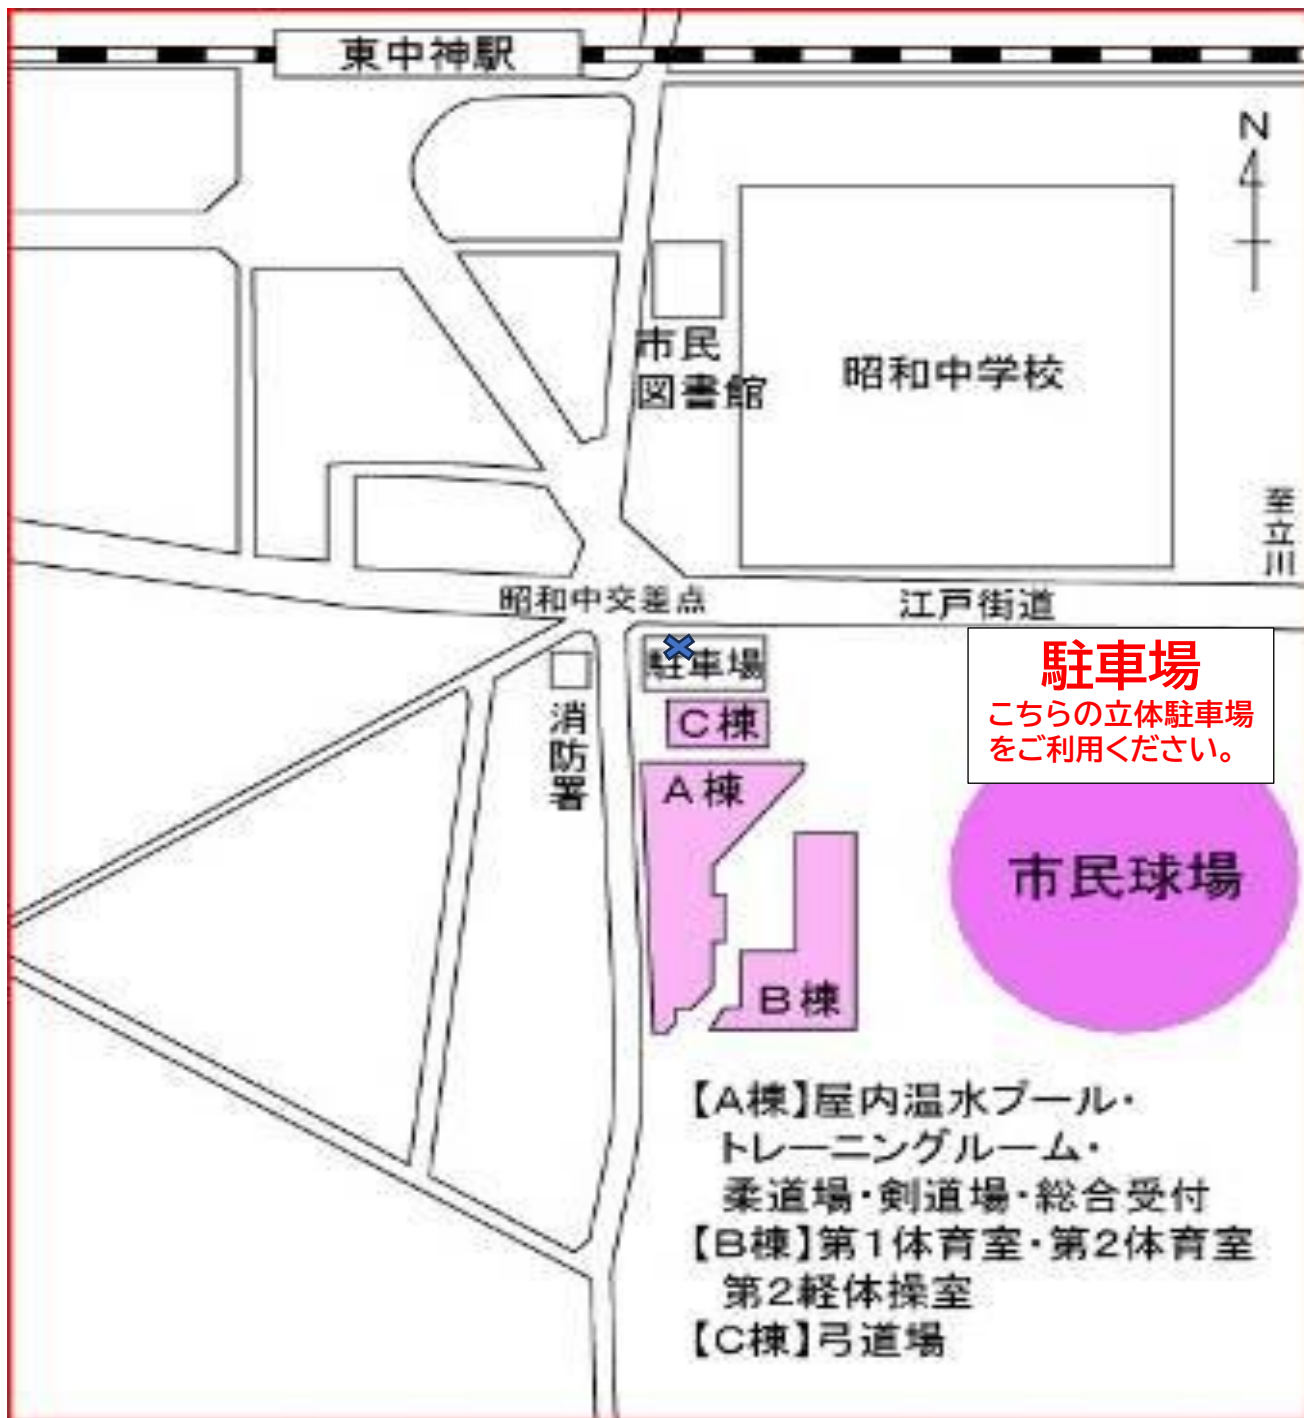 東中神駅
N
市民
図書館
昭和中学校
至立川
昭和中交差点
江戸街道
駐車場
駐車場
こちらの立体駐車場
をご利用ください。
消防署
C棟
A棟
市民球場
B棟
【A棟】屋内温水プール・
トレーニングルーム・
柔道場・剣道場・総合受付
【B棟】第1体育室・第2体育室
第2軽体操室
【C棟】弓道場